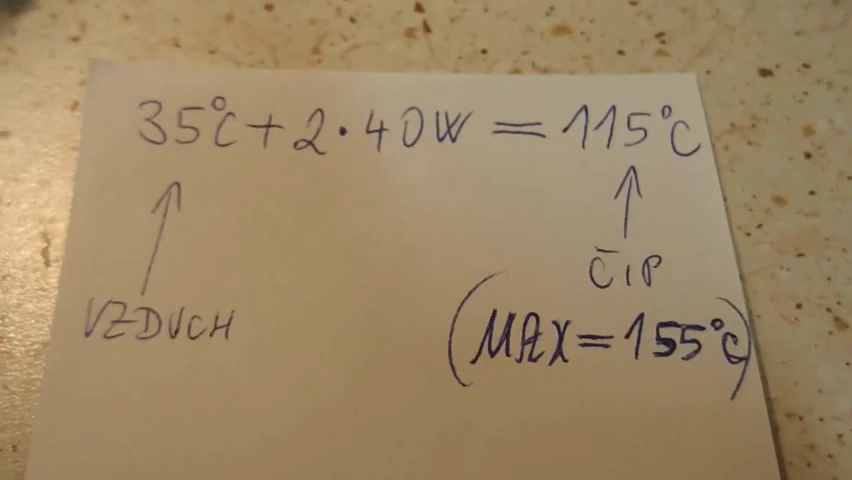 35°C + 2 · 40W = 115°C
VZDUCH
ČIP
(MAX = 155°C)